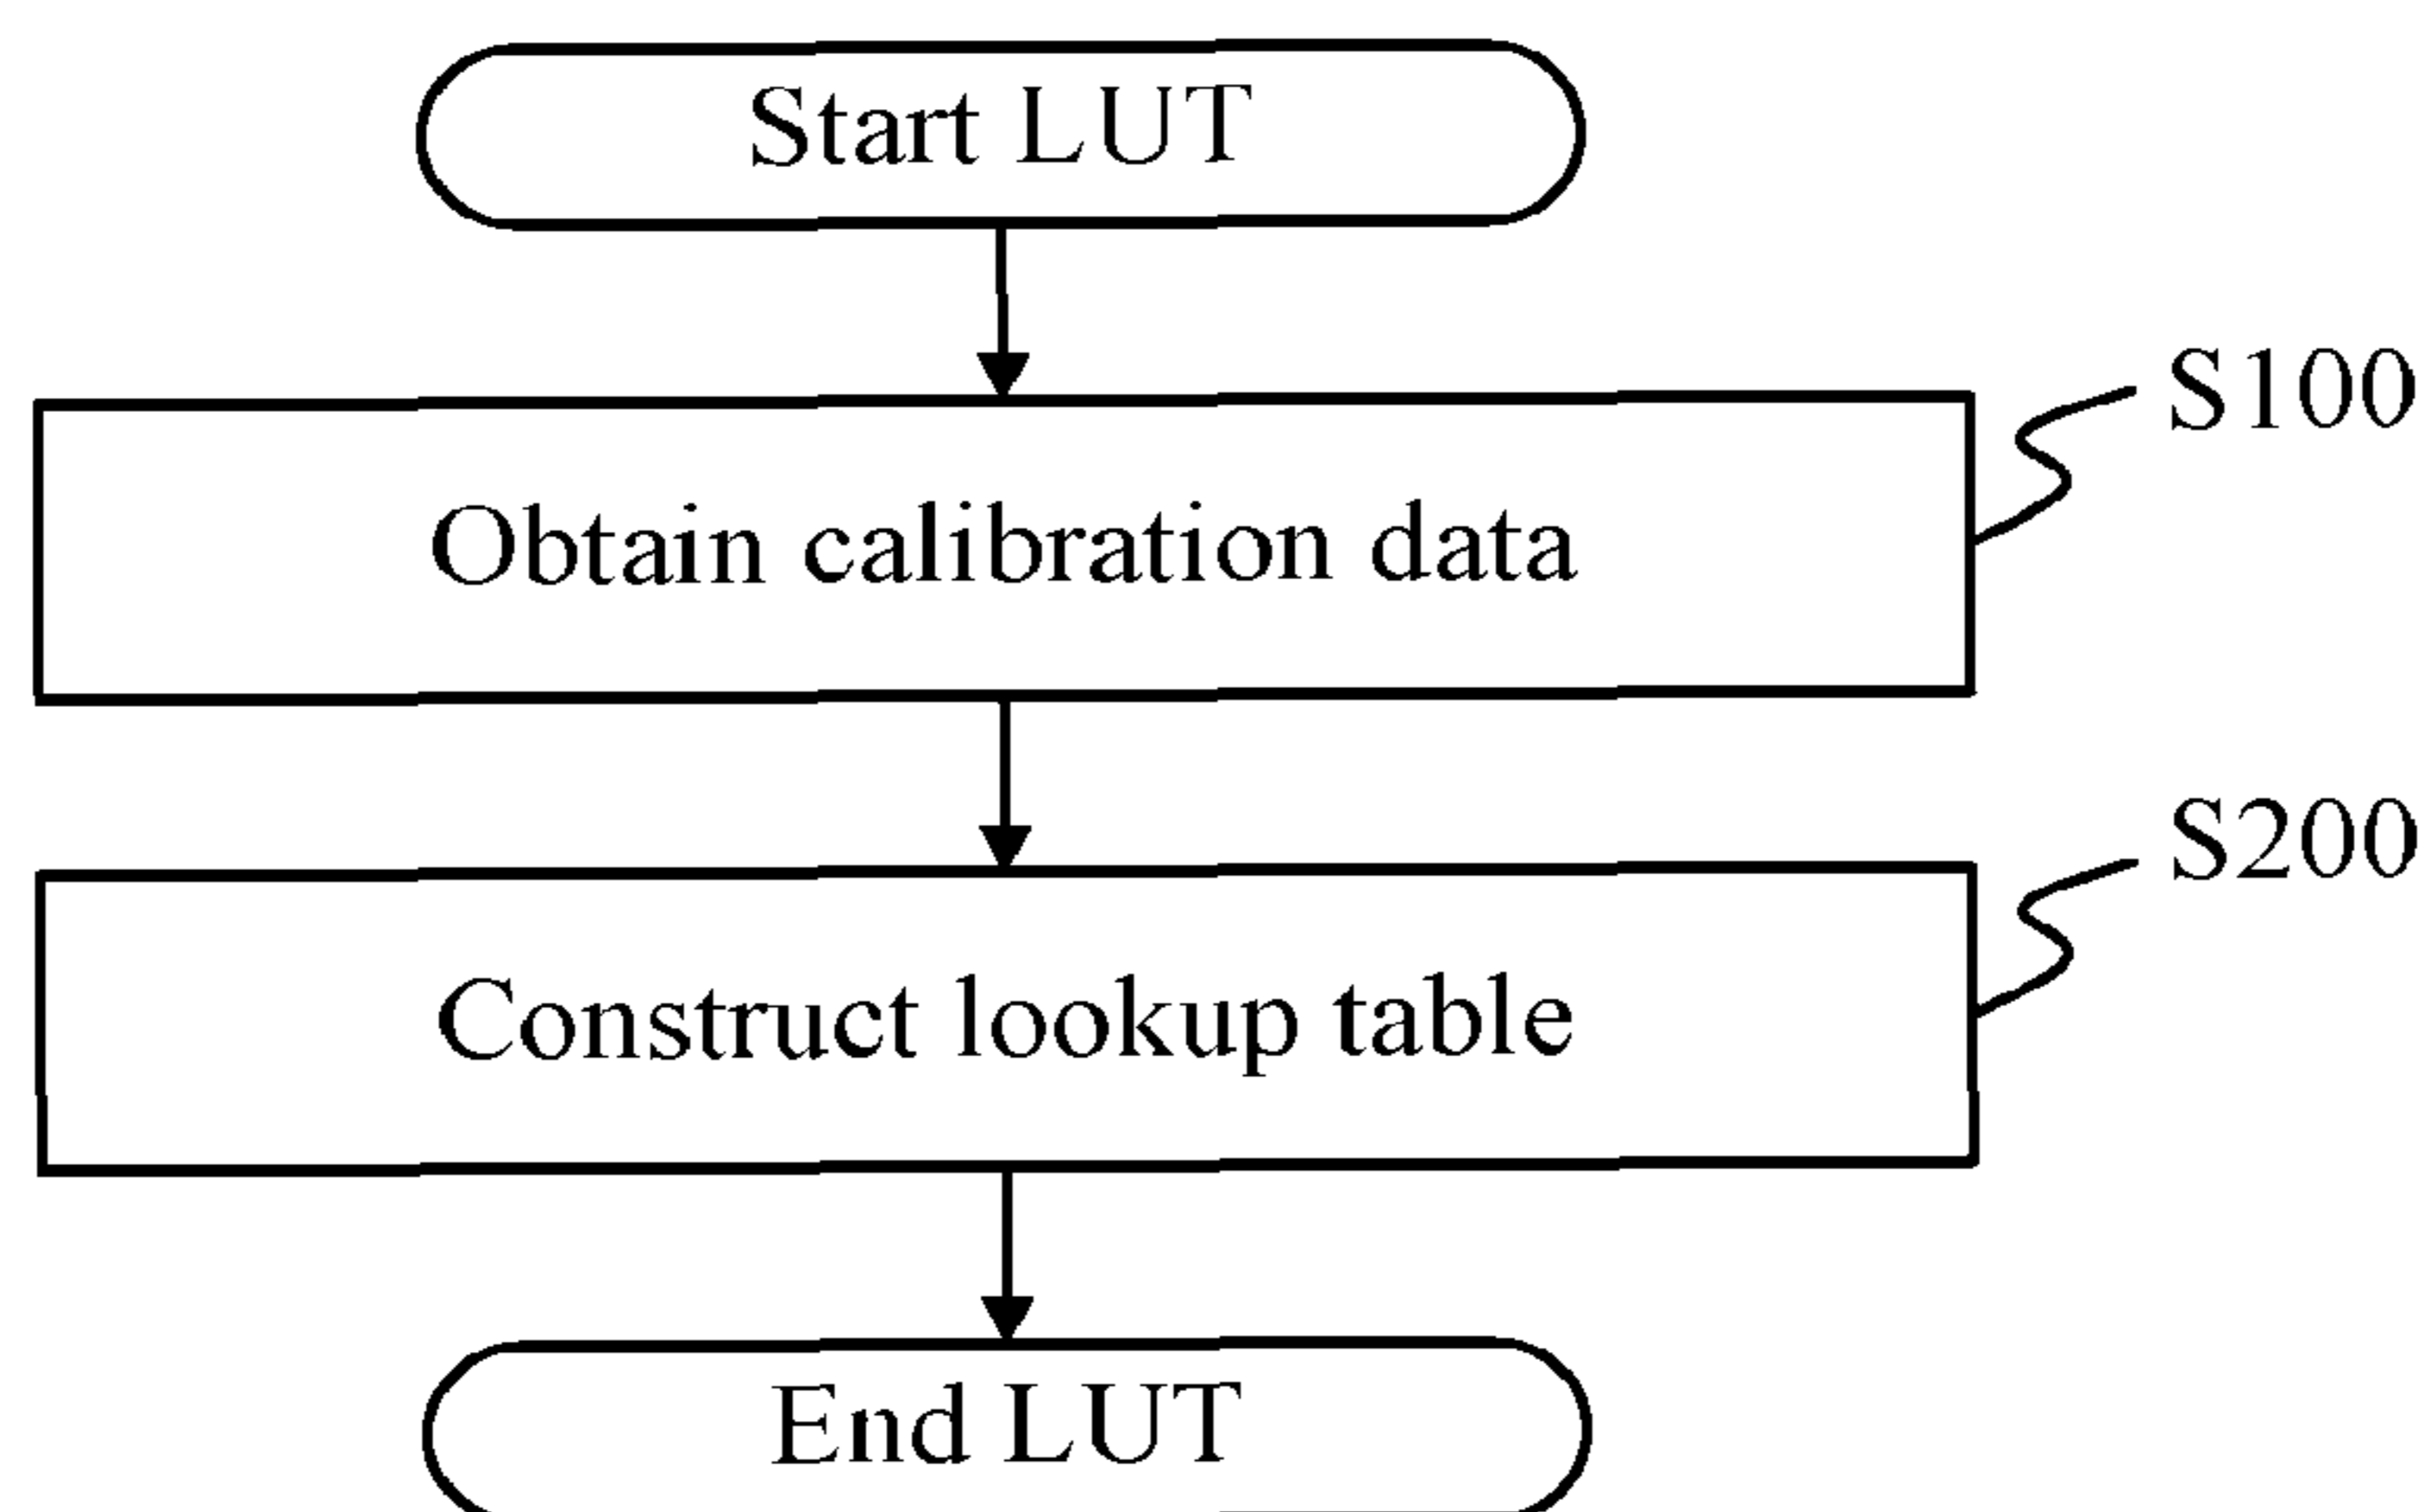 Start LUT
S100
Obtain calibration data
S200
Construct lookup table
End LUT